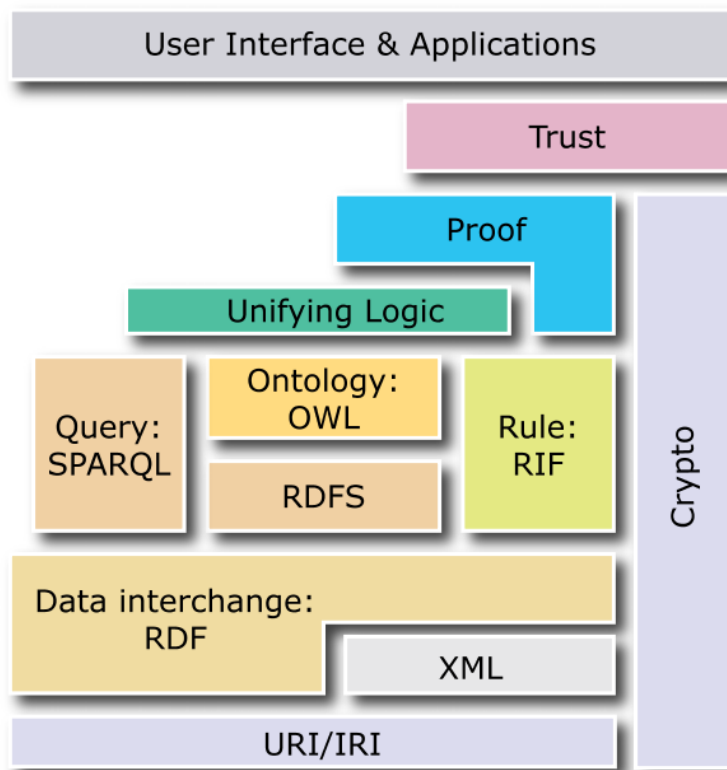 User Interface & Applications
Trust
Proof
Unifying Logic
Query:
SPARQL
Ontology:
OWL
RDFS
Rule:
RIF
Crypto
Data interchange:
RDF
XML
URI/IRI